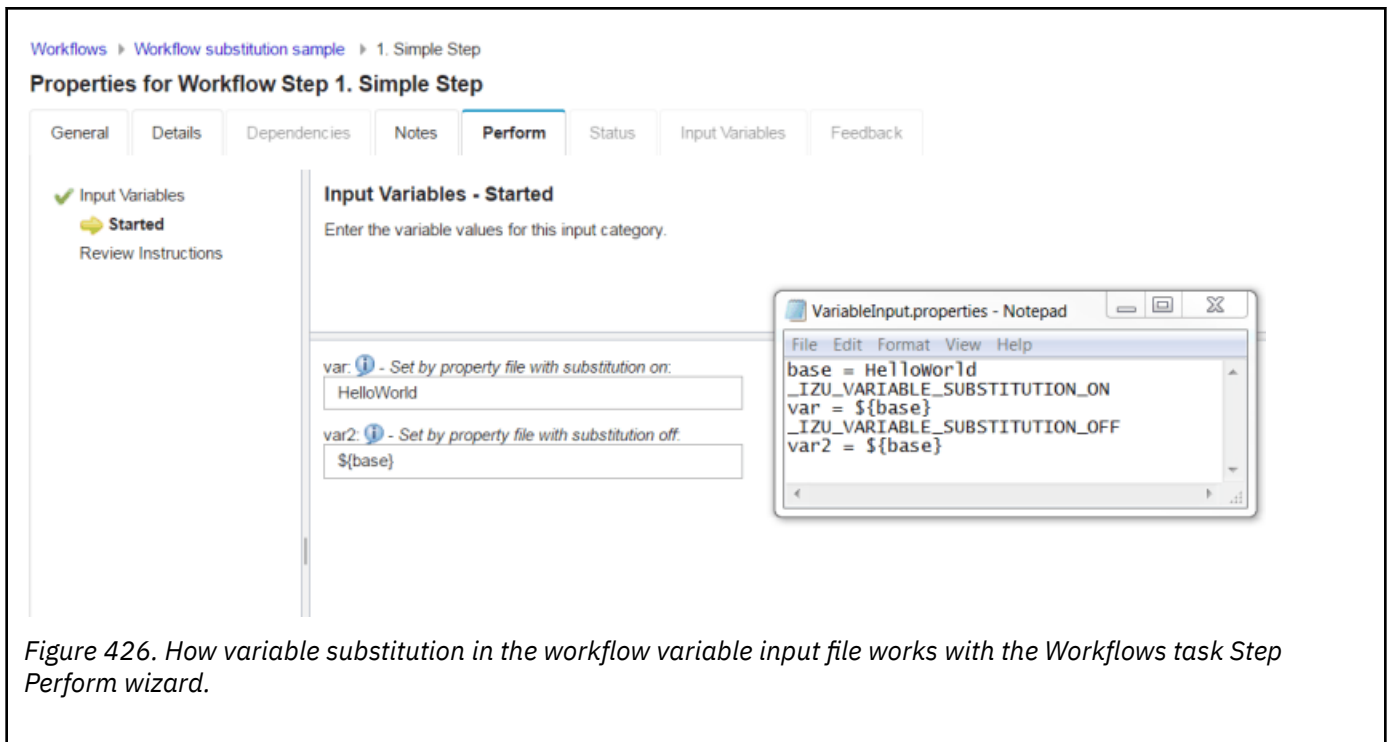 Workflows Workflow substitution sample 1. Simple Step
Properties for Workflow Step 1. Simple Step
General Details Dependencies Notes Perform Status Input Variables Feedback
Input Variables
Started
Review Instructions
Input Variables - Started
Enter the variable values for this input category.
var: - Set by property file with substitution on:
HelloWorld
var2: - Set by property file with substitution off:
${base}
VariableInput.properties - Notepad
File Edit Format View Help
base = HelloWorld
_IZU_VARIABLE_SUBSTITUTION_ON
var = ${base}
_IZU_VARIABLE_SUBSTITUTION_OFF
var2 = ${base}
Figure 426. How variable substitution in the workflow variable input file works with the Workflows task Step
Perform wizard.